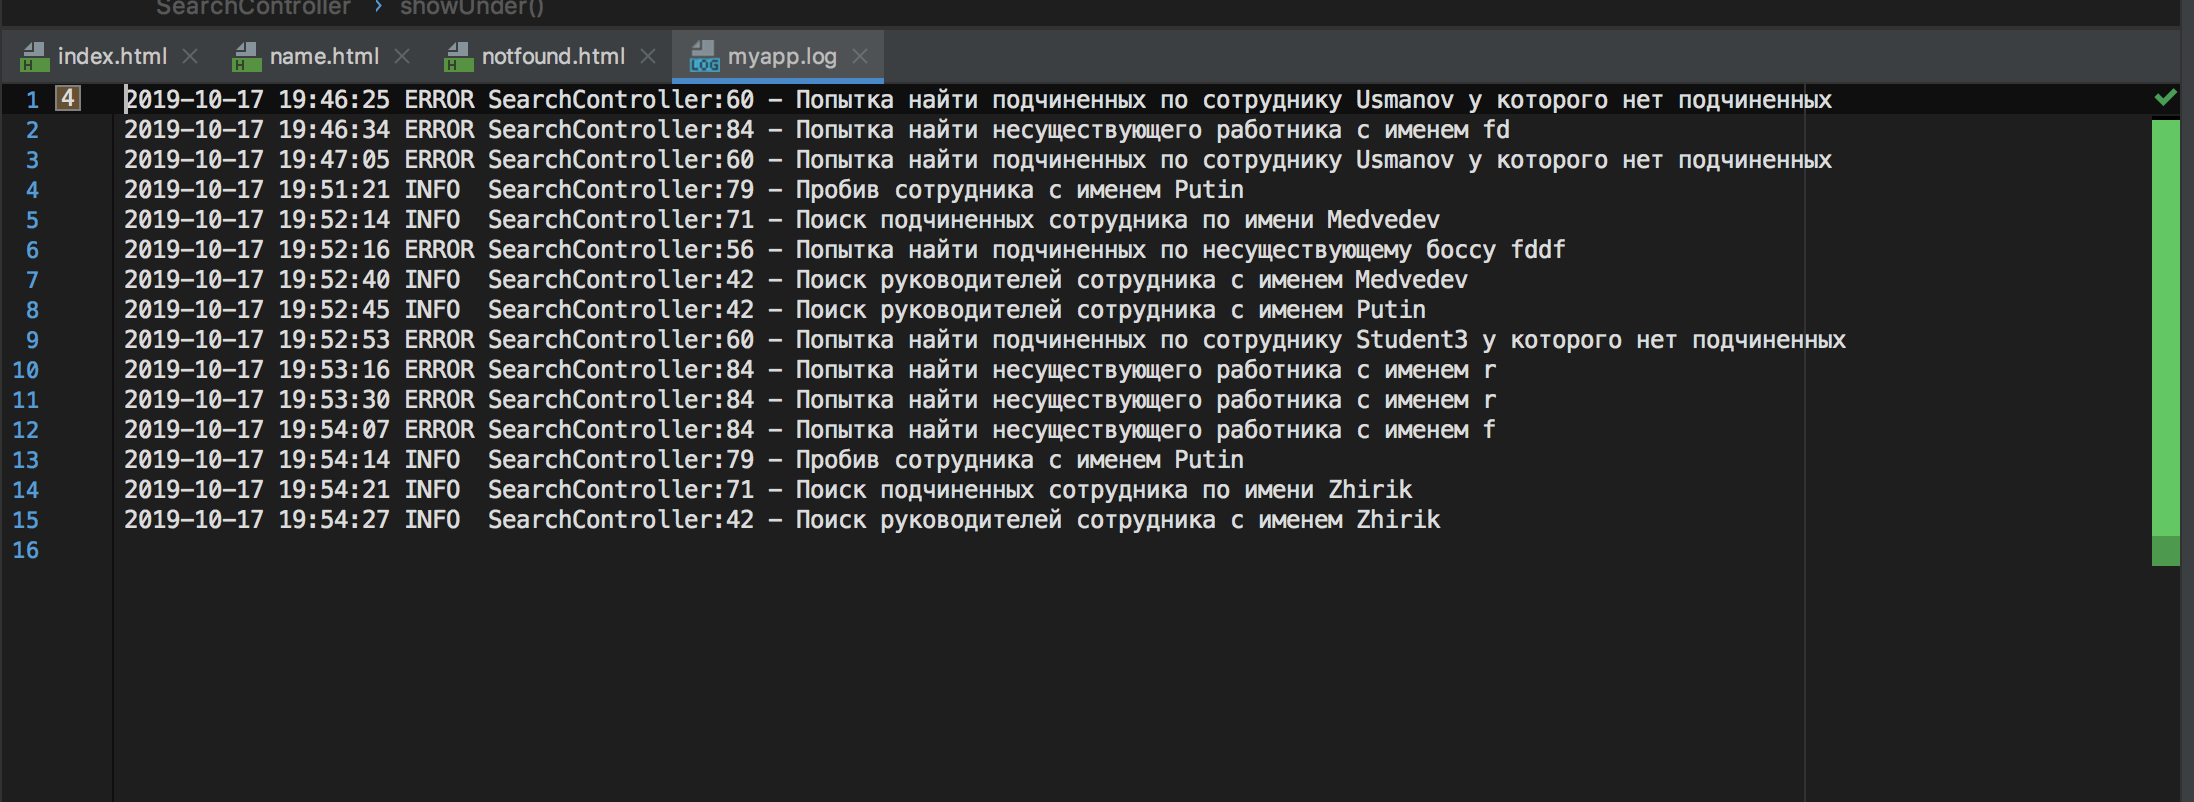 SearchController › showUnder()
index.html name.html notfound.html myapp.log
1 4 2019-10-17 19:46:25 ERROR SearchController:60 - Попытка найти подчиненных по сотруднику Usmanov у которого нет подчиненных
2 2019-10-17 19:46:34 ERROR SearchController:84 - Попытка найти несуществующего работника с именем fd
3 2019-10-17 19:47:05 ERROR SearchController:60 - Попытка найти подчиненных по сотруднику Usmanov у которого нет подчиненных
4 2019-10-17 19:51:21 INFO  SearchController:79 - Пробив сотрудника с именем Putin
5 2019-10-17 19:52:14 INFO  SearchController:71 - Поиск подчиненных сотрудника по имени Medvedev
6 2019-10-17 19:52:16 ERROR SearchController:56 - Попытка найти подчиненных по несуществующему боссу fddf
7 2019-10-17 19:52:40 INFO  SearchController:42 - Поиск руководителей сотрудника с именем Medvedev
8 2019-10-17 19:52:45 INFO  SearchController:42 - Поиск руководителей сотрудника с именем Putin
9 2019-10-17 19:52:53 ERROR SearchController:60 - Попытка найти подчиненных по сотруднику Student3 у которого нет подчиненных
10 2019-10-17 19:53:16 ERROR SearchController:84 - Попытка найти несуществующего работника с именем r
11 2019-10-17 19:53:30 ERROR SearchController:84 - Попытка найти несуществующего работника с именем r
12 2019-10-17 19:54:07 ERROR SearchController:84 - Попытка найти несуществующего работника с именем f
13 2019-10-17 19:54:14 INFO  SearchController:79 - Пробив сотрудника с именем Putin
14 2019-10-17 19:54:21 INFO  SearchController:71 - Поиск подчиненных сотрудника по имени Zhirik
15 2019-10-17 19:54:27 INFO  SearchController:42 - Поиск руководителей сотрудника с именем Zhirik
16